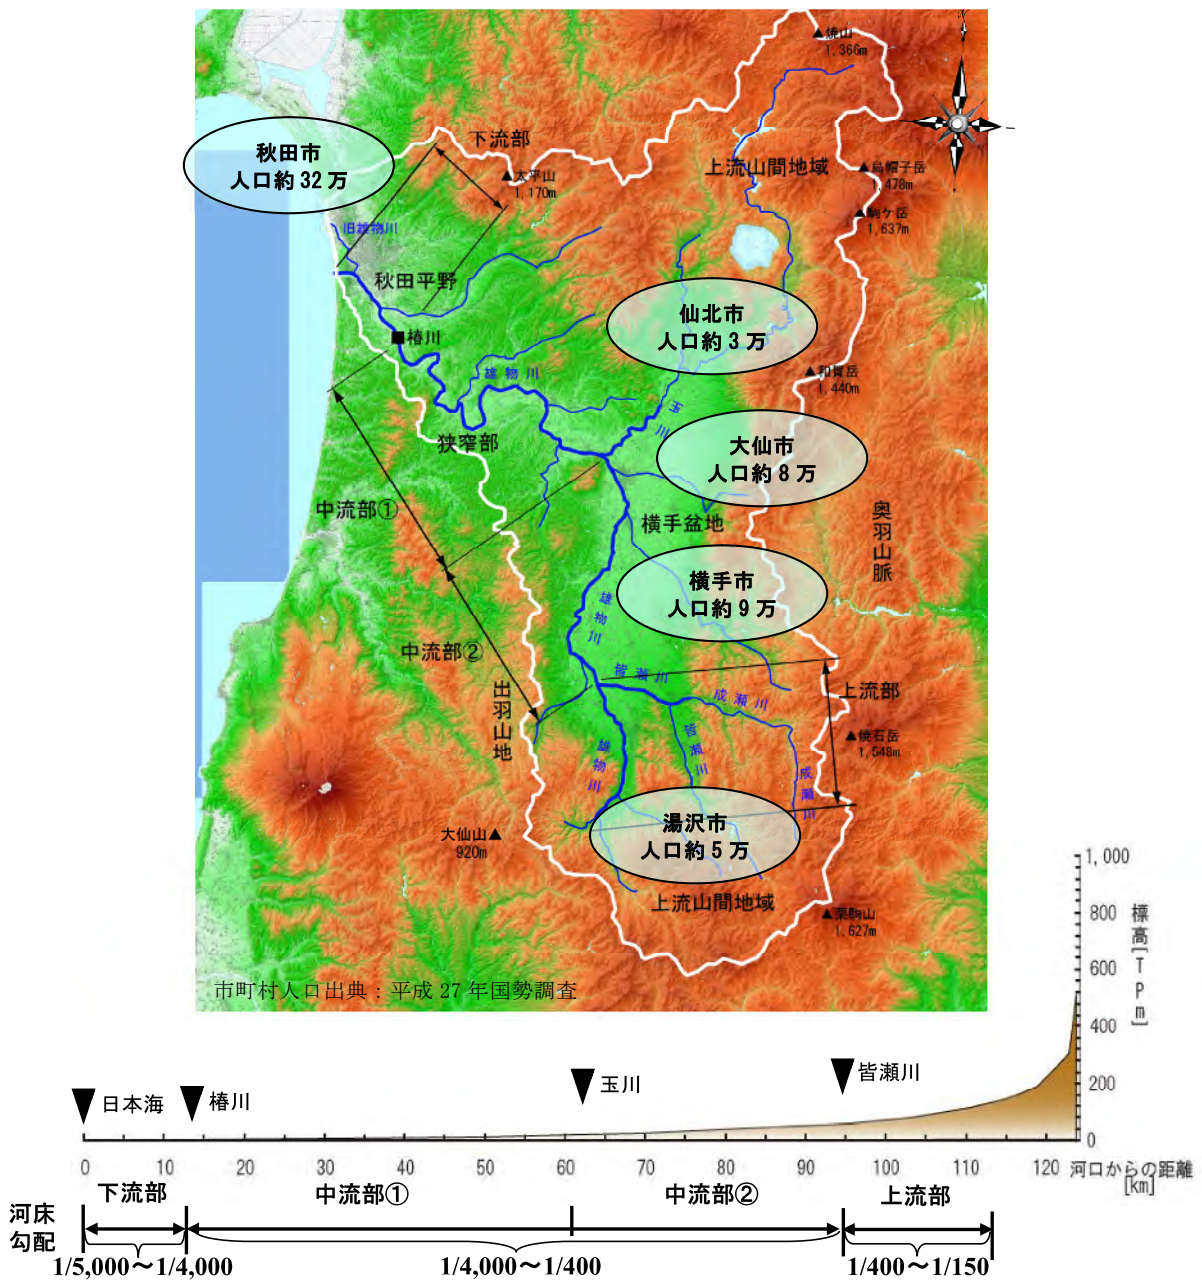 焼山
1,366m
秋田市
人口約 32 万
下流部
太平山
1,170m
上流山間地域
烏帽子岳
1,478m
駒ケ岳
1,637m
旧雄物川
秋田平野
椿川
仙北市
人口約 3 万
雄物川
和賀岳
1,440m
玉川
狭窄部
大仙市
人口約 8 万
中流部①
横手盆地
奥羽山脈
横手市
人口約 9 万
雄物川
中流部②
皆瀬川
成瀬川
上流部
出羽山地
焼石岳
1,548m
雄物川
皆瀬川
成瀬川
湯沢市
人口約 5 万
大仙山
920m
上流山間地域
栗駒山
1,627m
市町村人口出典：平成 27 年国勢調査
1,000
800
600
400
200
0
標高[TPm]
日本海
椿川
玉川
皆瀬川
0 10 20 30 40 50 60 70 80 90 100 110 120 河口からの距離
[km]
下流部 中流部① 中流部② 上流部
河床
勾配
1/5,000～1/4,000 1/4,000～1/400 1/400～1/150